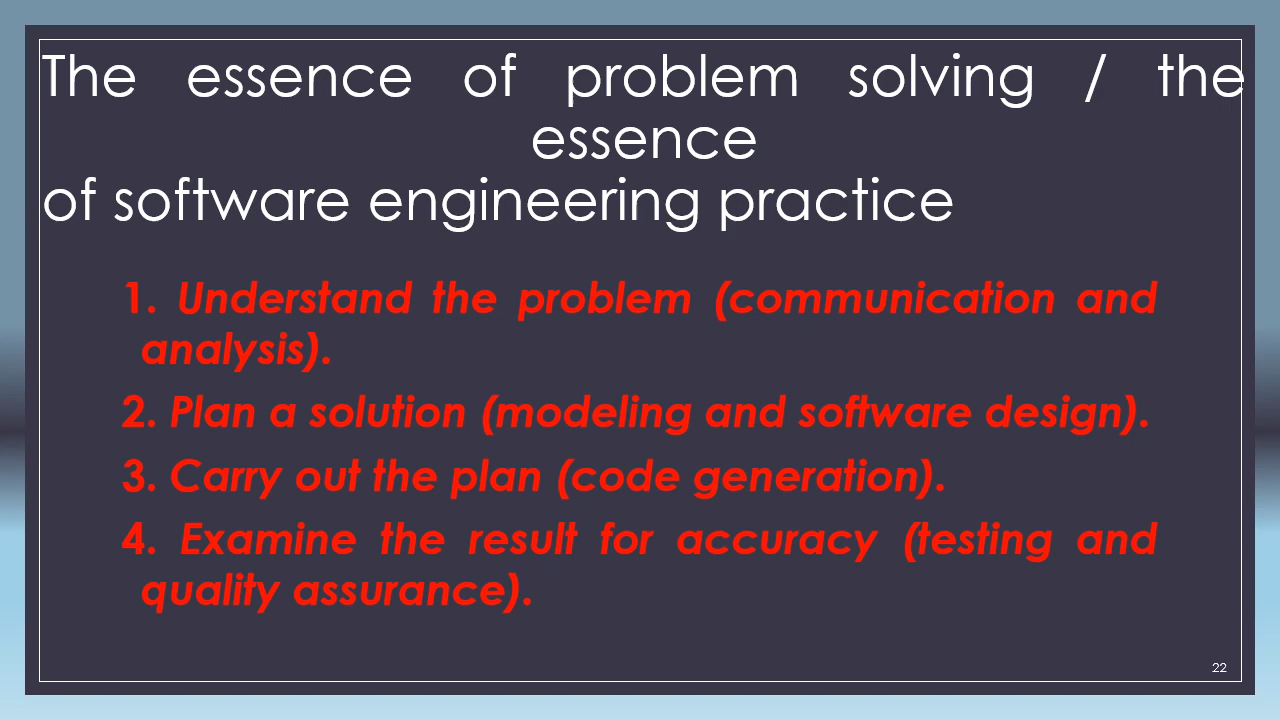 The essence of problem solving / the
essence
of software engineering practice
1. Understand the problem (communication and
analysis).
2. Plan a solution (modeling and software design).
3. Carry out the plan (code generation).
4. Examine the result for accuracy (testing and
quality assurance).
22